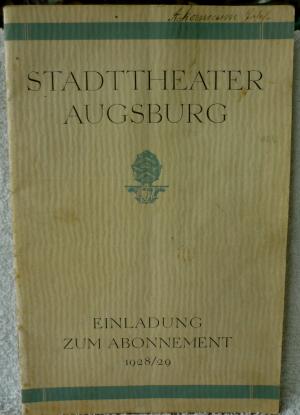 STADTTHEATER
AUGSBURG
EINLADUNG
ZUM ABONNEMENT
1928/29